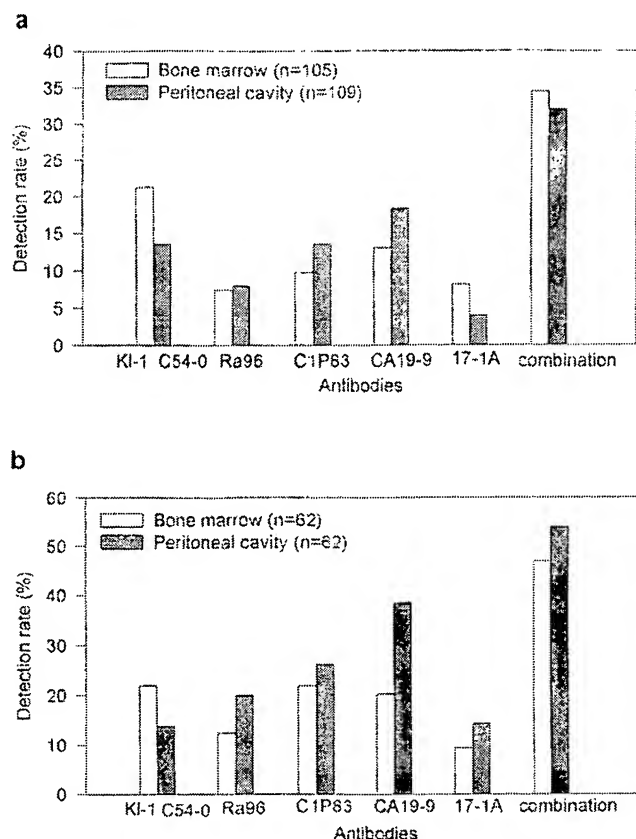 a
40
35
30
25
20
15
10
5
0
Detection rate (%)
Bone marrow (n=105)
Peritoneal cavity (n=109)
Kl-1 C54-0 Ra96 C1P83 CA19-9 17-1A combination
Antibodies
b
60
50
40
30
20
10
0
Detection rate (%)
Bone marrow (n=62)
Peritoneal cavity (n=62)
Kl-1 C54-0 Ra96 C1P83 CA19-9 17-1A combination
Antibodies